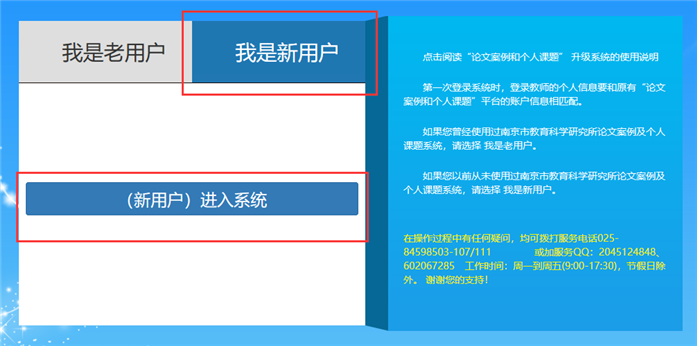 我是老用户
我是新用户
（新用户）进入系统
点击阅读“论文案例和个人课题” 升级系统的使用说明
第一次登录系统时，登录教师的个人信息要和原有“论文
案例和个人课题”平台的账户信息相匹配。
如果您曾经使用过南京市教育科学研究所论文案例及个人
课题系统，请选择 我是老用户。
如果您以前从未使用过南京市教育科学研究所论文案例及
个人课题系统，请选择 我是新用户。
在操作过程中有任何疑问，均可拨打服务电话025-
84598503-107/111 或加服务QQ：2045124848、
602067285 工作时间：周一到周五(9:00-17:30)，节假日除
外。 谢谢您的支持！